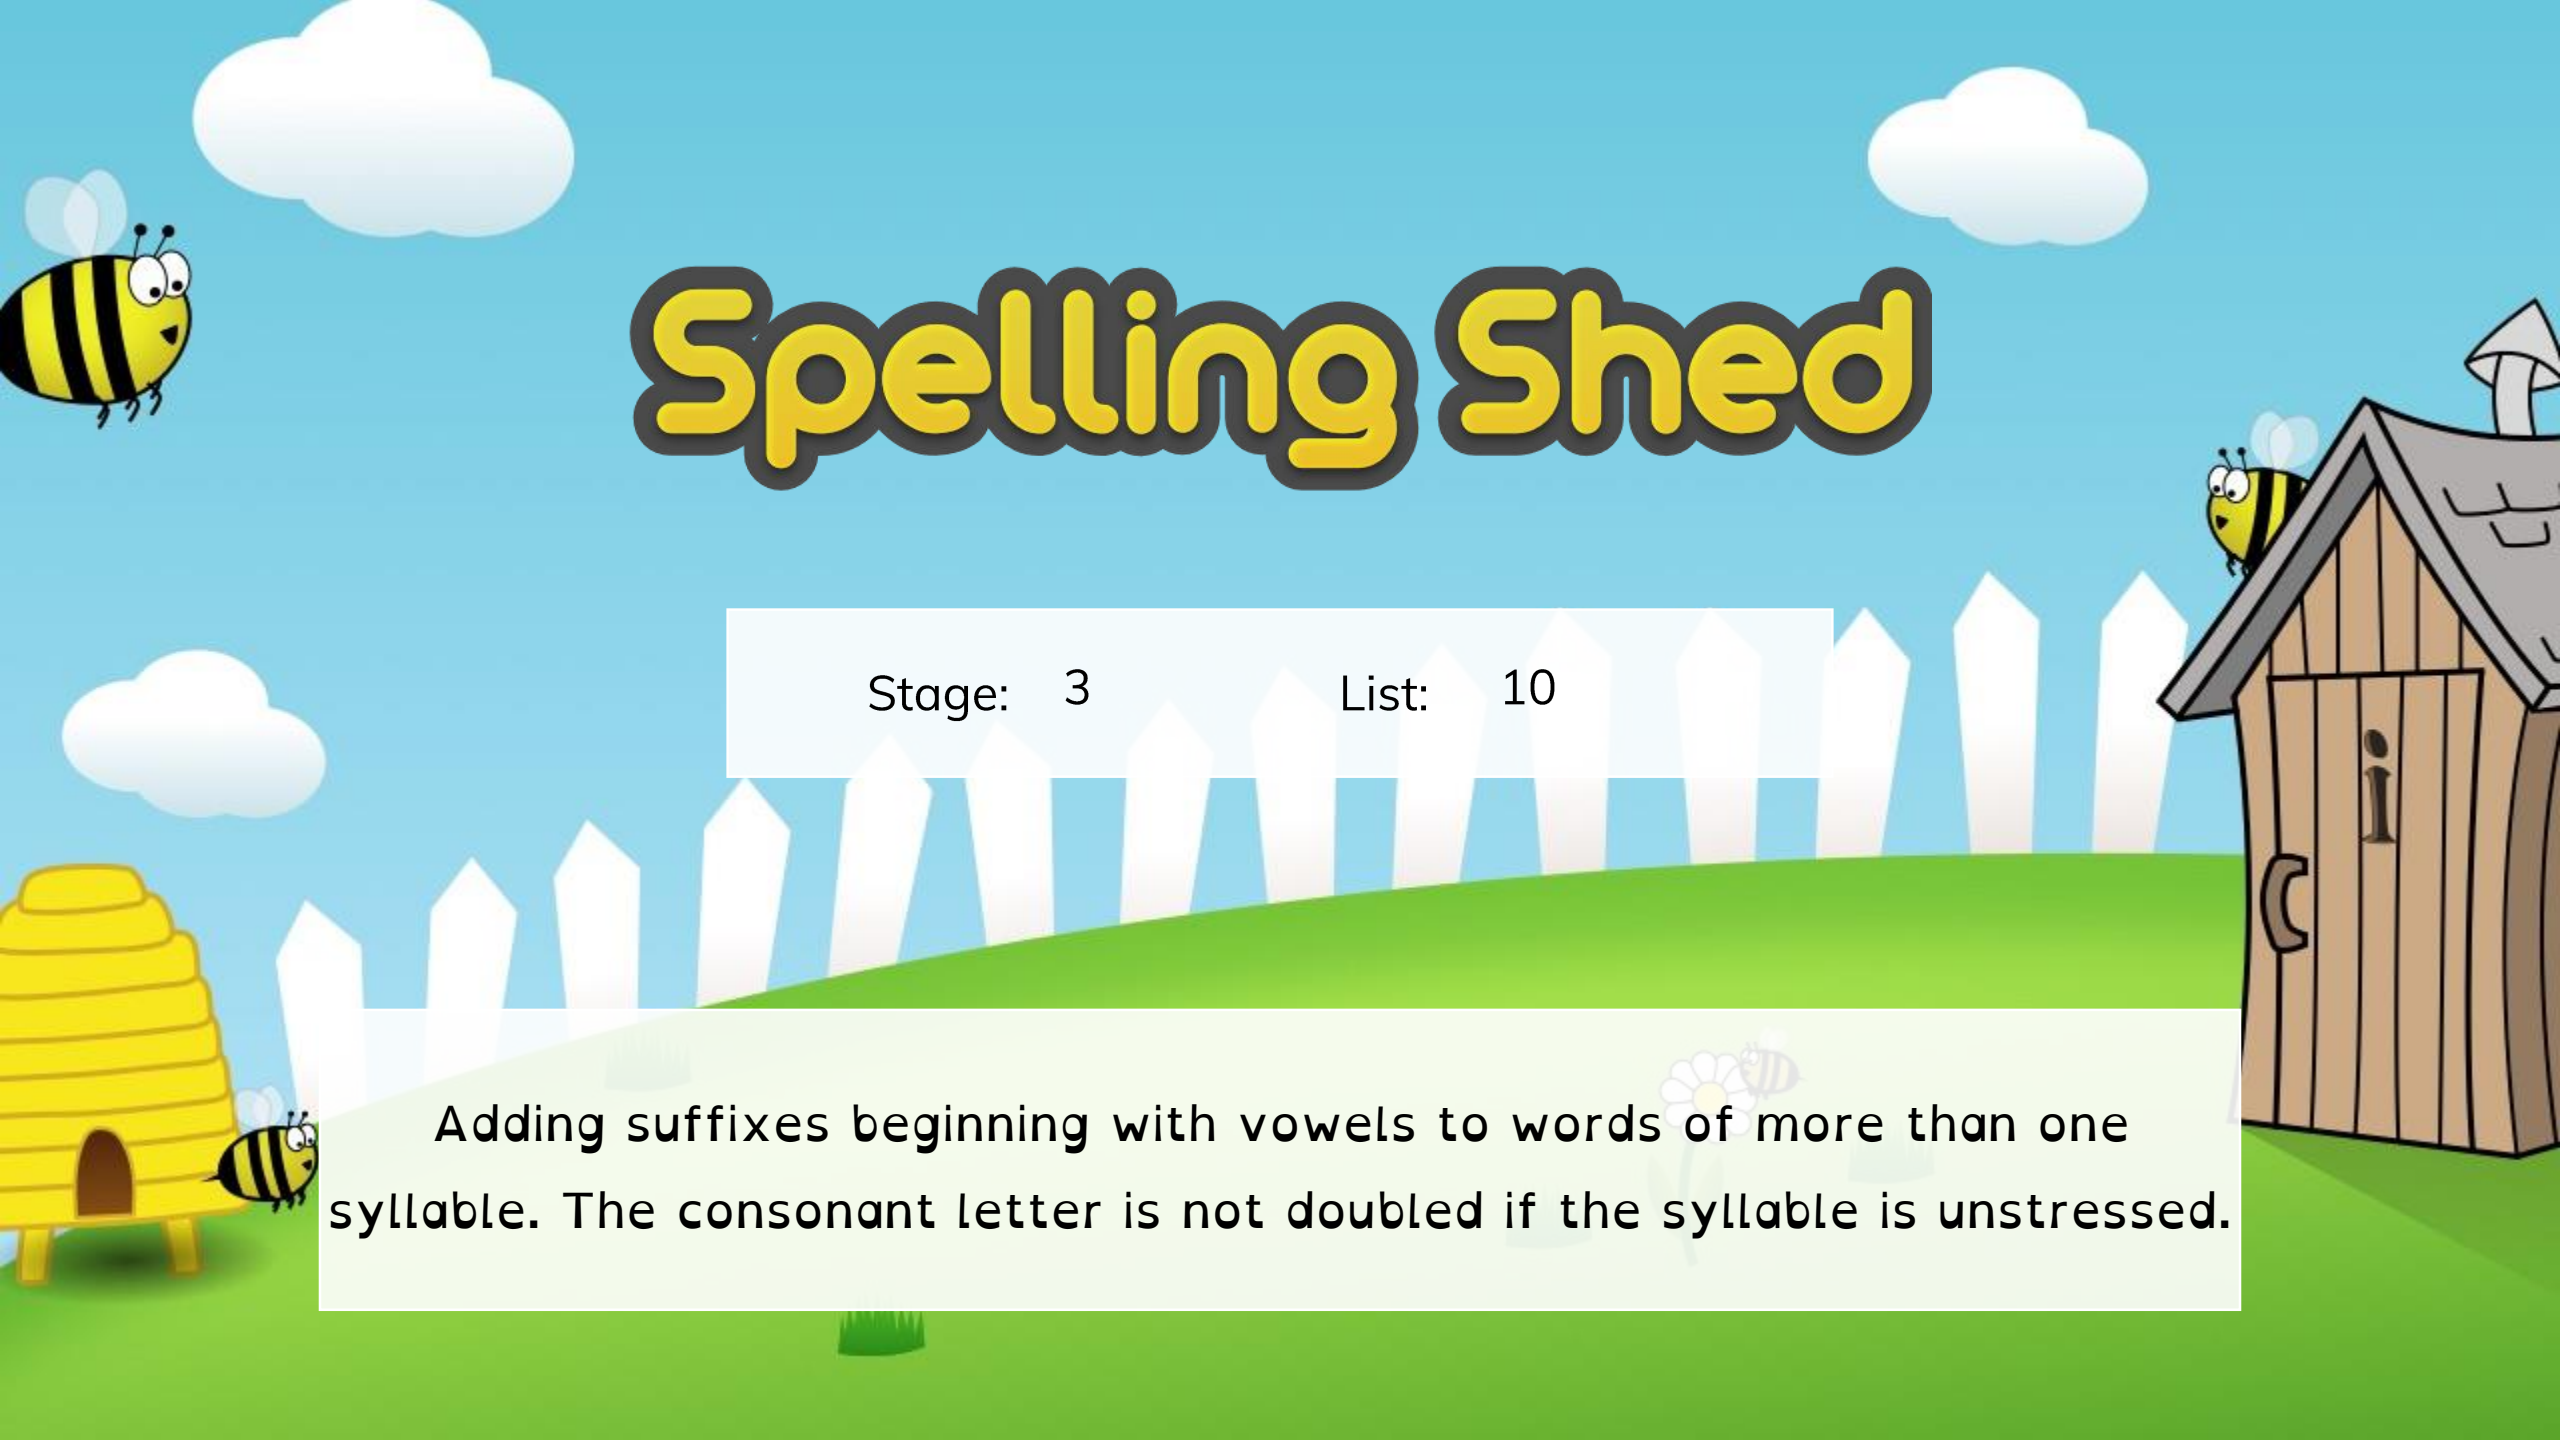 Spelling Shed
Stage: 3 List: 10
i
Adding suffixes beginning with vowels to words of more than one
syllable. The consonant letter is not doubled if the syllable is unstressed.